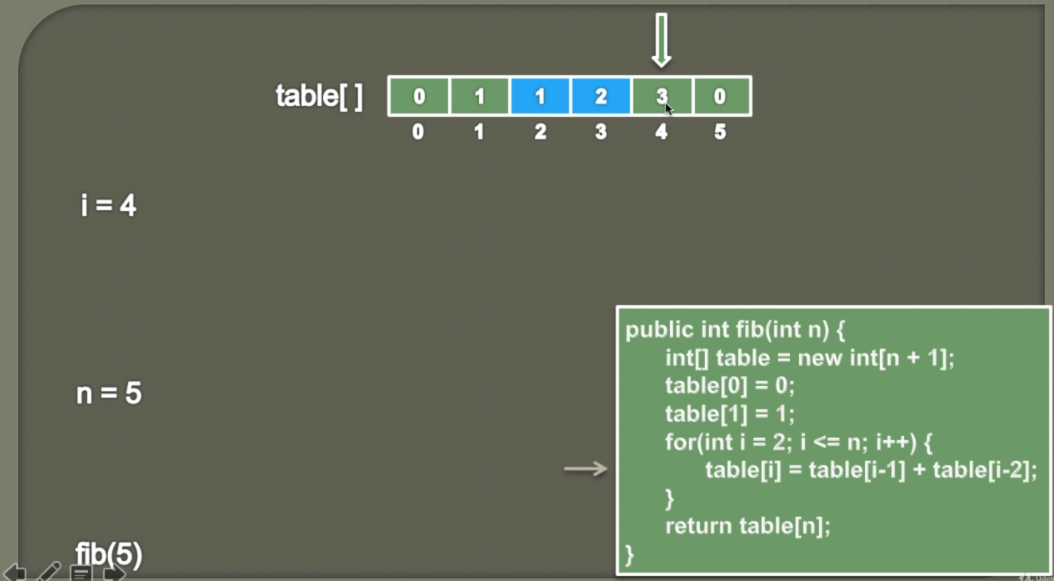 table[ ] 0 1 1 2 3 0
0 1 2 3 4 5
i = 4
n = 5
fib(5)
public int fib(int n) {
int[] table = new int[n + 1];
table[0] = 0;
table[1] = 1;
for(int i = 2; i <= n; i++) {
table[i] = table[i-1] + table[i-2];
}
return table[n];
}